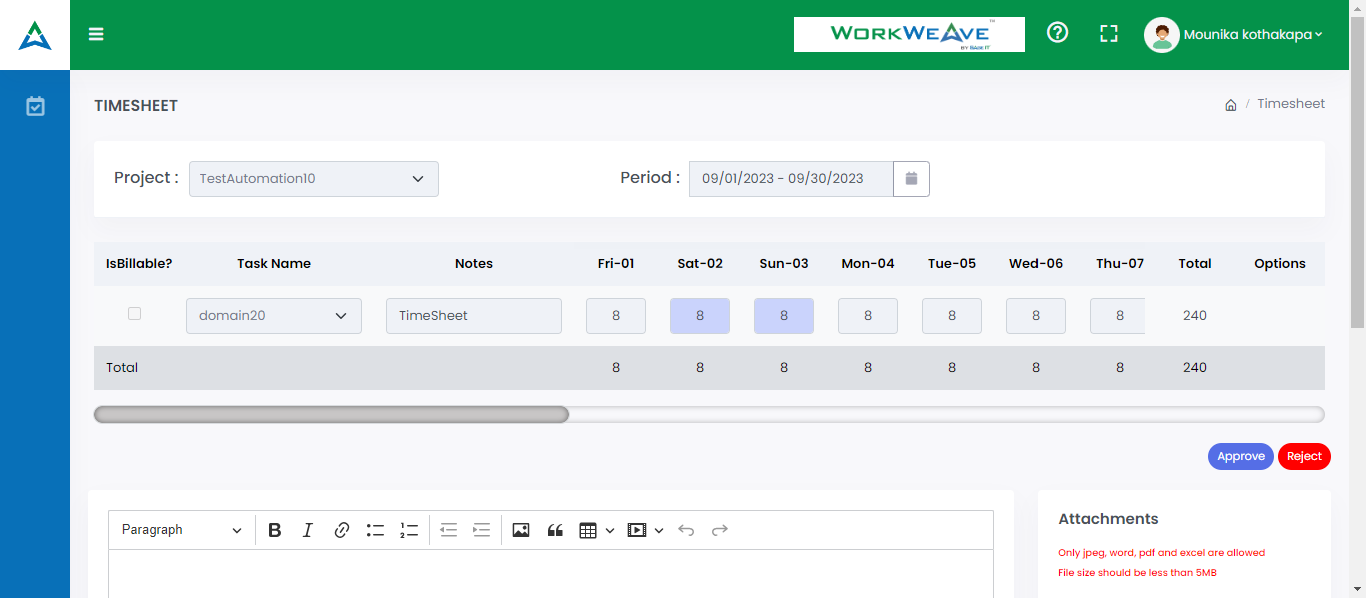 WORKWEAVE™
BY SAGE IT
Mounika kothakapa
TIMESHEET
/ Timesheet
Project : TestAutomation10 Period : 09/01/2023 - 09/30/2023
IsBillable? Task Name Notes Fri-01 Sat-02 Sun-03 Mon-04 Tue-05 Wed-06 Thu-07 Total Options
domain20 TimeSheet 8 8 8 8 8 8 8 240
Total 8 8 8 8 8 8 8 240
Approve Reject
Paragraph
Attachments
Only jpeg, word, pdf and excel are allowed
File size should be less than 5MB